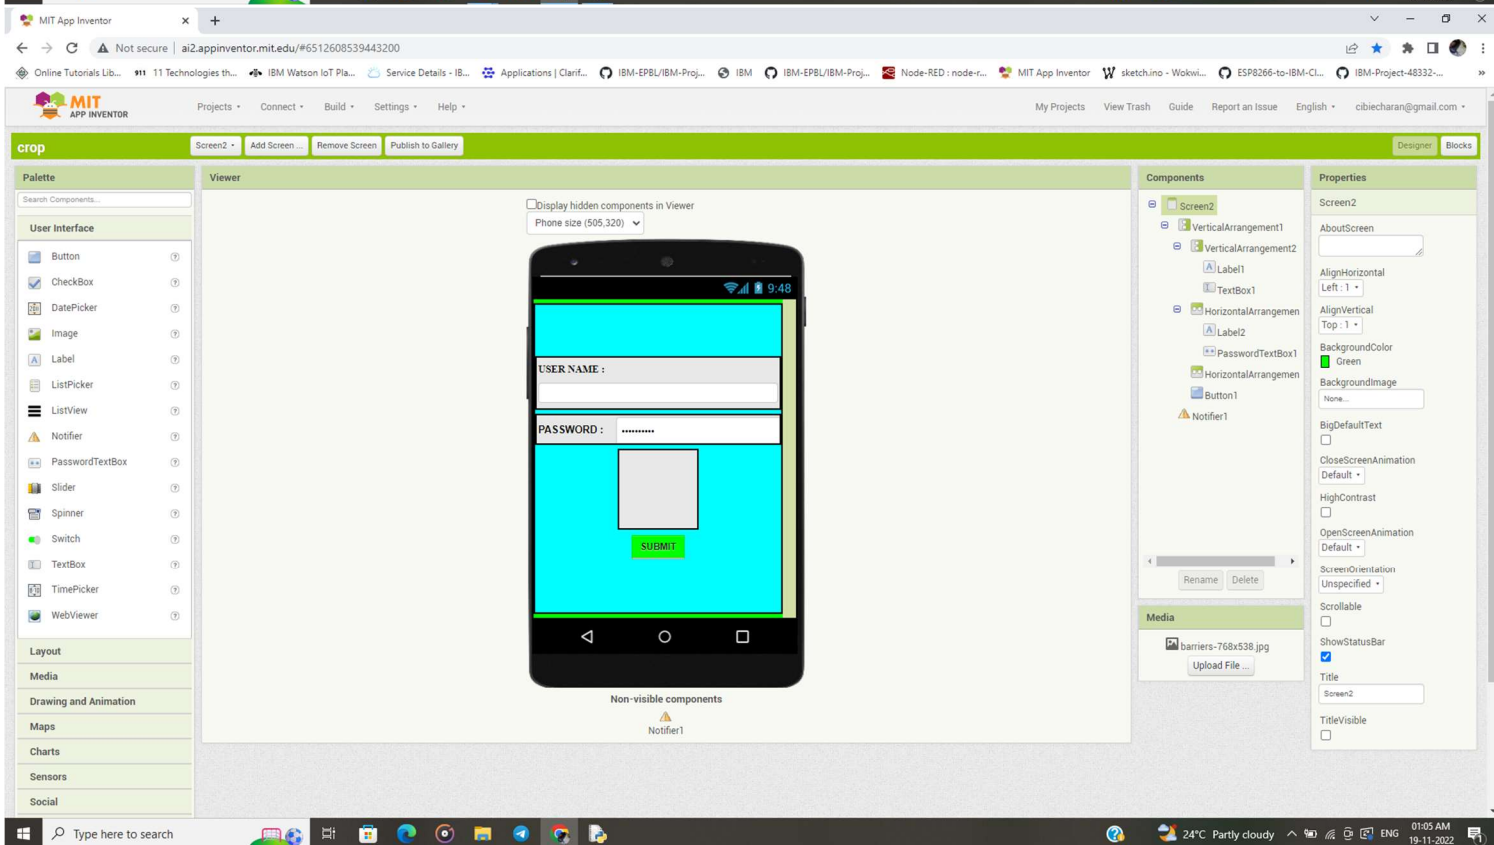 MIT App Inventor
Not secure | ai2.appinventor.mit.edu/#6512608539443200
Online Tutorials Lib... 911 11 Technologies th... IBM Watson IoT Pla... Service Details - IB... Applications | Clarif... IBM-EPBL/IBM-Proj... IBM IBM-EPBL/IBM-Proj... Node-RED : node-r... MIT App Inventor sketch.ino - Wokwi... ESP8266-to-IBM-Cl... IBM-Project-48332-... »
MIT
APP INVENTOR
Projects Connect Build Settings Help
My Projects View Trash Guide Report an Issue English cibiecharan@gmail.com
crop
Screen2 Add Screen ... Remove Screen Publish to Gallery
Designer Blocks
Palette
Search Components...
User Interface
Button
CheckBox
DatePicker
Image
Label
ListPicker
ListView
Notifier
PasswordTextBox
Slider
Spinner
Switch
TextBox
TimePicker
WebViewer
Layout
Media
Drawing and Animation
Maps
Charts
Sensors
Social
Viewer
Display hidden components in Viewer
Phone size (505,320)
9:48
USER NAME :
PASSWORD : ••••••••••
SUBMIT
Non-visible components
Notifier1
Components
Screen2
VerticalArrangement1
VerticalArrangement2
Label1
TextBox1
HorizontalArrangemen
Label2
PasswordTextBox1
HorizontalArrangemen
Button1
Notifier1
Rename Delete
Media
barriers-768x538.jpg
Upload File ...
Properties
Screen2
AboutScreen
AlignHorizontal
Left : 1
AlignVertical
Top : 1
BackgroundColor
Green
BackgroundImage
None...
BigDefaultText
CloseScreenAnimation
Default
HighContrast
OpenScreenAnimation
Default
ScreenOrientation
Unspecified
Scrollable
ShowStatusBar
Title
Screen2
TitleVisible
Type here to search
24°C Partly cloudy
ENG
01:05 AM
19-11-2022